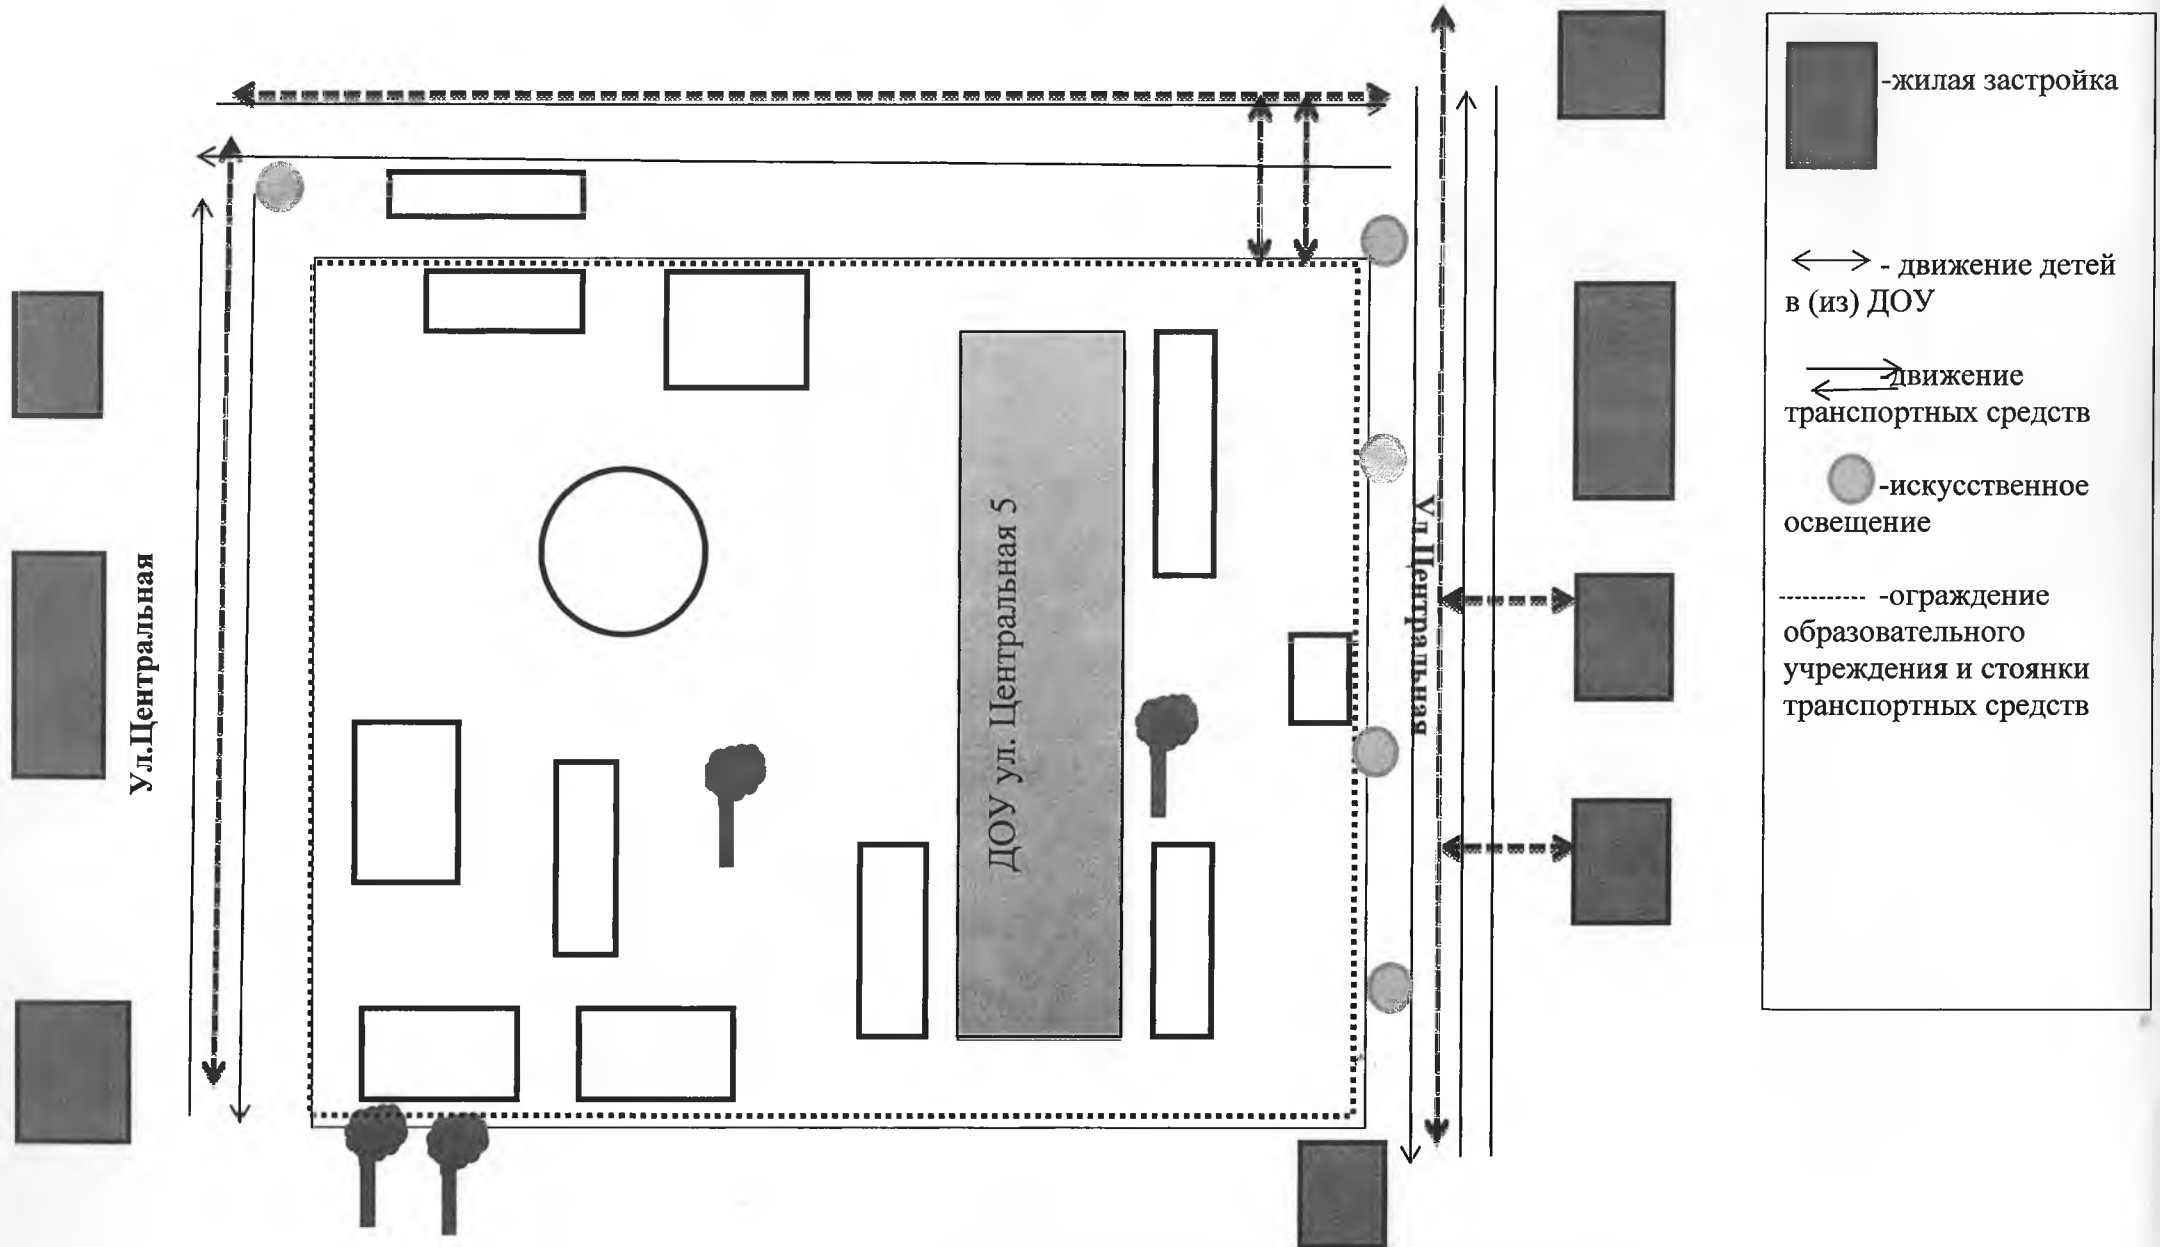 Ул.Центральная
ДОУ ул. Центральная 5
Ул.Центральная
-жилая застройка
- движение детей
в (из) ДОУ
-движение
транспортных средств
-искусственное
освещение
-ограждение
образовательного
учреждения и стоянки
транспортных средств